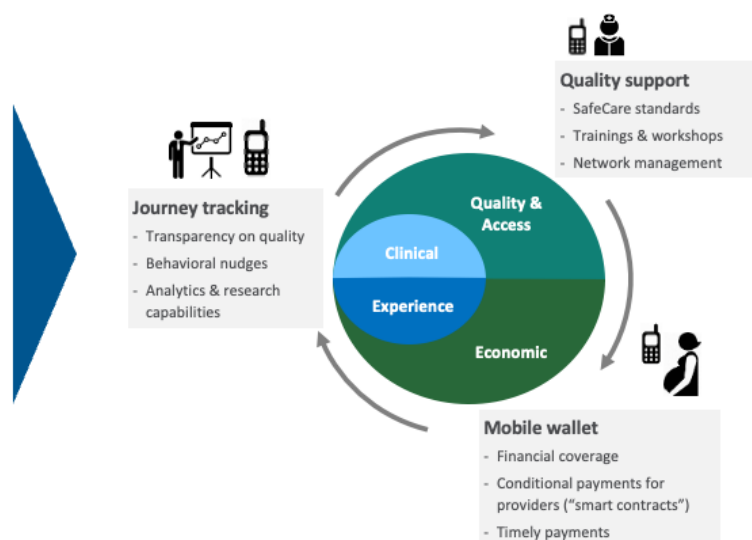 Quality support
- SafeCare standards
- Trainings & workshops
- Network management
Journey tracking
- Transparency on quality
- Behavioral nudges
- Analytics & research
capabilities
Quality &
Access
Clinical
Experience
Economic
Mobile wallet
- Financial coverage
- Conditional payments for
providers (“smart contracts”)
- Timely payments